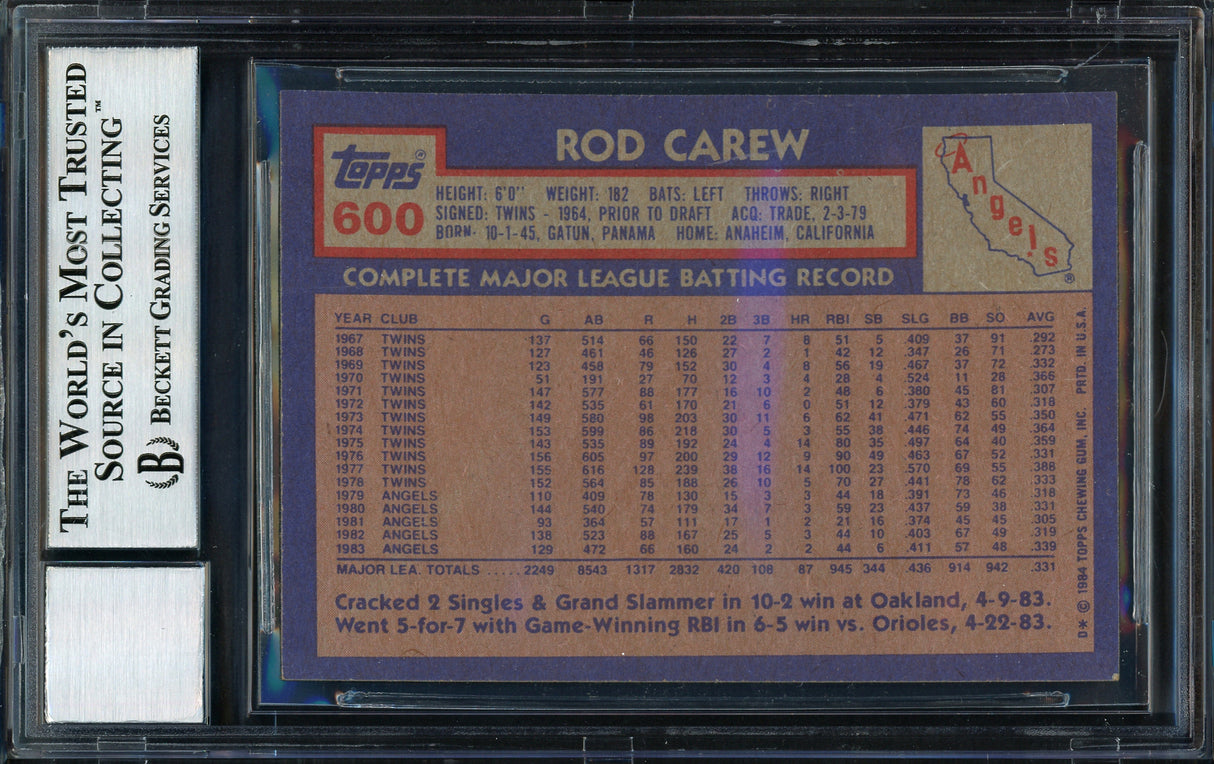 The World's Most Trusted
Source in Collecting™
Beckett Grading Services
B
ROD CAREW
Topps®
600
HEIGHT: 6'0" WEIGHT: 182 BATS: LEFT THROWS: RIGHT
SIGNED: TWINS - 1964, PRIOR TO DRAFT ACQ: TRADE, 2-3-79
BORN: 10-1-45, GATUN, PANAMA HOME: ANAHEIM, CALIFORNIA
Angels
®
COMPLETE MAJOR LEAGUE BATTING RECORD
YEAR CLUB G AB R H 2B 3B HR RBI SB SLG BB SO AVG
1967 TWINS 137 514 66 150 22 7 8 51 5 .409 37 91 .292
1968 TWINS 127 461 46 126 27 2 1 42 12 .347 26 71 .273
1969 TWINS 123 458 79 152 30 4 8 56 19 .467 37 72 .332
1970 TWINS 51 191 27 70 12 3 4 28 4 .524 11 28 .366
1971 TWINS 147 577 88 177 16 10 2 48 6 .380 45 81 .307
1972 TWINS 142 535 61 170 21 6 0 51 12 .379 43 60 .318
1973 TWINS 149 580 98 203 30 11 6 62 41 .471 62 55 .350
1974 TWINS 153 599 86 218 30 5 3 55 38 .446 74 49 .364
1975 TWINS 143 535 89 192 24 4 14 80 35 .497 64 40 .359
1976 TWINS 156 605 97 200 29 12 9 90 49 .463 67 52 .331
1977 TWINS 155 616 128 239 38 16 14 100 23 .570 69 55 .388
1978 TWINS 152 564 85 188 26 10 5 70 27 .441 78 62 .333
1979 ANGELS 110 409 78 130 15 3 3 44 18 .391 73 46 .318
1980 ANGELS 144 540 74 179 34 7 3 59 23 .437 59 38 .331
1981 ANGELS 93 364 57 111 17 1 2 21 16 .374 45 45 .305
1982 ANGELS 138 523 88 167 25 5 3 44 10 .403 67 49 .319
1983 ANGELS 129 472 66 160 24 2 2 44 6 .411 57 48 .339
MAJOR LEA. TOTALS ..... 2249 8543 1317 2832 420 108 87 945 344 .436 914 942 .331
Cracked 2 Singles & Grand Slammer in 10-2 win at Oakland, 4-9-83.
Went 5-for-7 with Game-Winning RBI in 6-5 win vs. Orioles, 4-22-83.
D* © 1984 TOPPS CHEWING GUM, INC. PRTD. IN U.S.A.